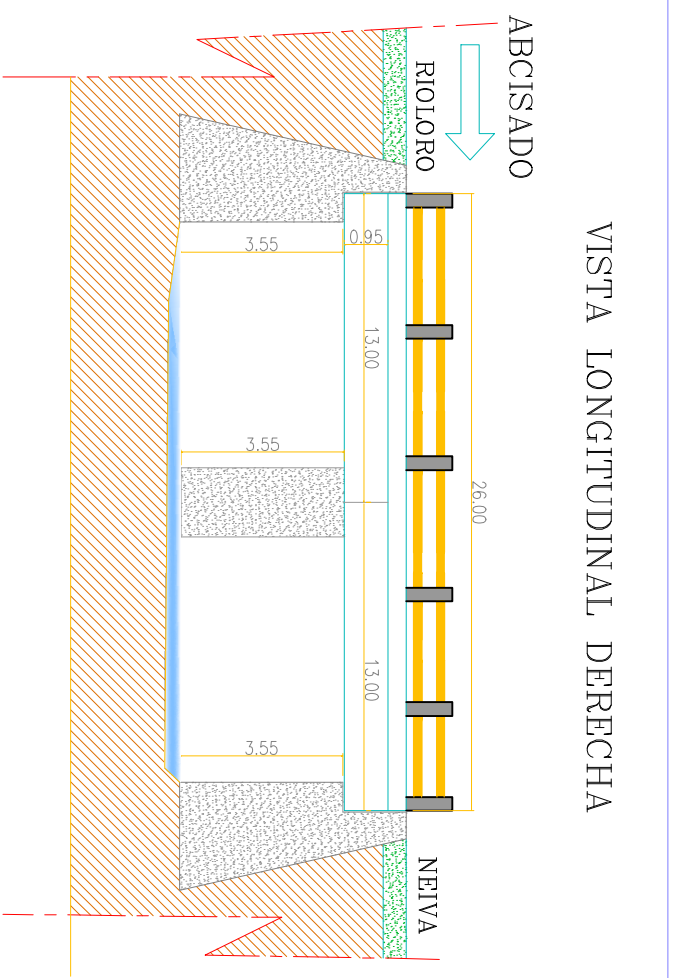 VISTA LONGITUDINAL DERECHA
ABCISADO
RIOLORO
NEIVA
26.00
13.00
13.00
0.95
3.55
3.55
3.55